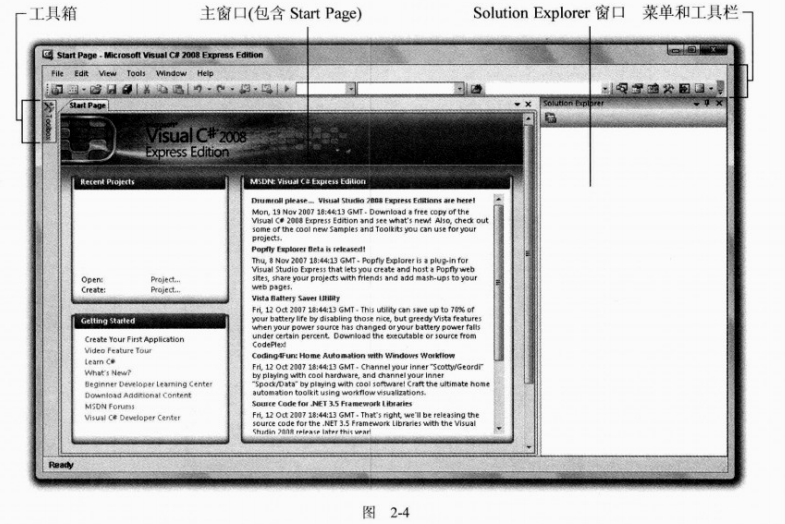 工具箱
主窗口(包含 Start Page)
Solution Explorer 窗口
菜单和工具栏
Start Page - Microsoft Visual C# 2008 Express Edition
File Edit View Tools Window Help
Toolbox
Start Page
Solution Explorer
Visual C# 2008
Express Edition
Recent Projects
Open: Project...
Create: Project...
Getting Started
Create Your First Application
Video Feature Tour
Learn C#
What's New?
Beginner Developer Learning Center
Download Additional Content
MSDN Forums
Visual C# Developer Center
MSDN: Visual C# Express Edition
Drumroll please... Visual Studio 2008 Express Editions are here!
Mon, 19 Nov 2007 18:44:13 GMT - Download a free copy of the
Visual C# 2008 Express Edition and see what's new! Also, check out
some of the cool new Samples and Toolkits you can use for your
projects.
Popfly Explorer Beta is released!
Thu, 8 Nov 2007 18:44:13 GMT - Popfly Explorer is a plug-in for
Visual Studio Express that lets you create and host a Popfly web
sites, share your projects with friends and add mash-ups to your
web pages.
Vista Battery Saver Utility
Fri, 12 Oct 2007 18:44:13 GMT - This utility can save up to 70% of
your battery life by disabling those nice, but greedy Vista features
when your power source has changed or your battery power falls
under certain percent. Download the executable or source from
CodePlex!
Coding4Fun: Home Automation with Windows Workflow
Fri, 12 Oct 2007 18:44:13 GMT - Channel your inner "Scotty/Geordi"
by playing with cool hardware, and channel your inner
"Spock/Data" by playing with cool software! Craft the ultimate home
automation toolkit using workflow visualizations.
Source Code for .NET 3.5 Framework Libraries
Fri, 12 Oct 2007 18:44:13 GMT - That's right, we'll be releasing the
source code for the .NET 3.5 Framework Libraries with the Visual
Studio 2008 release later this year!
Ready
图 2-4